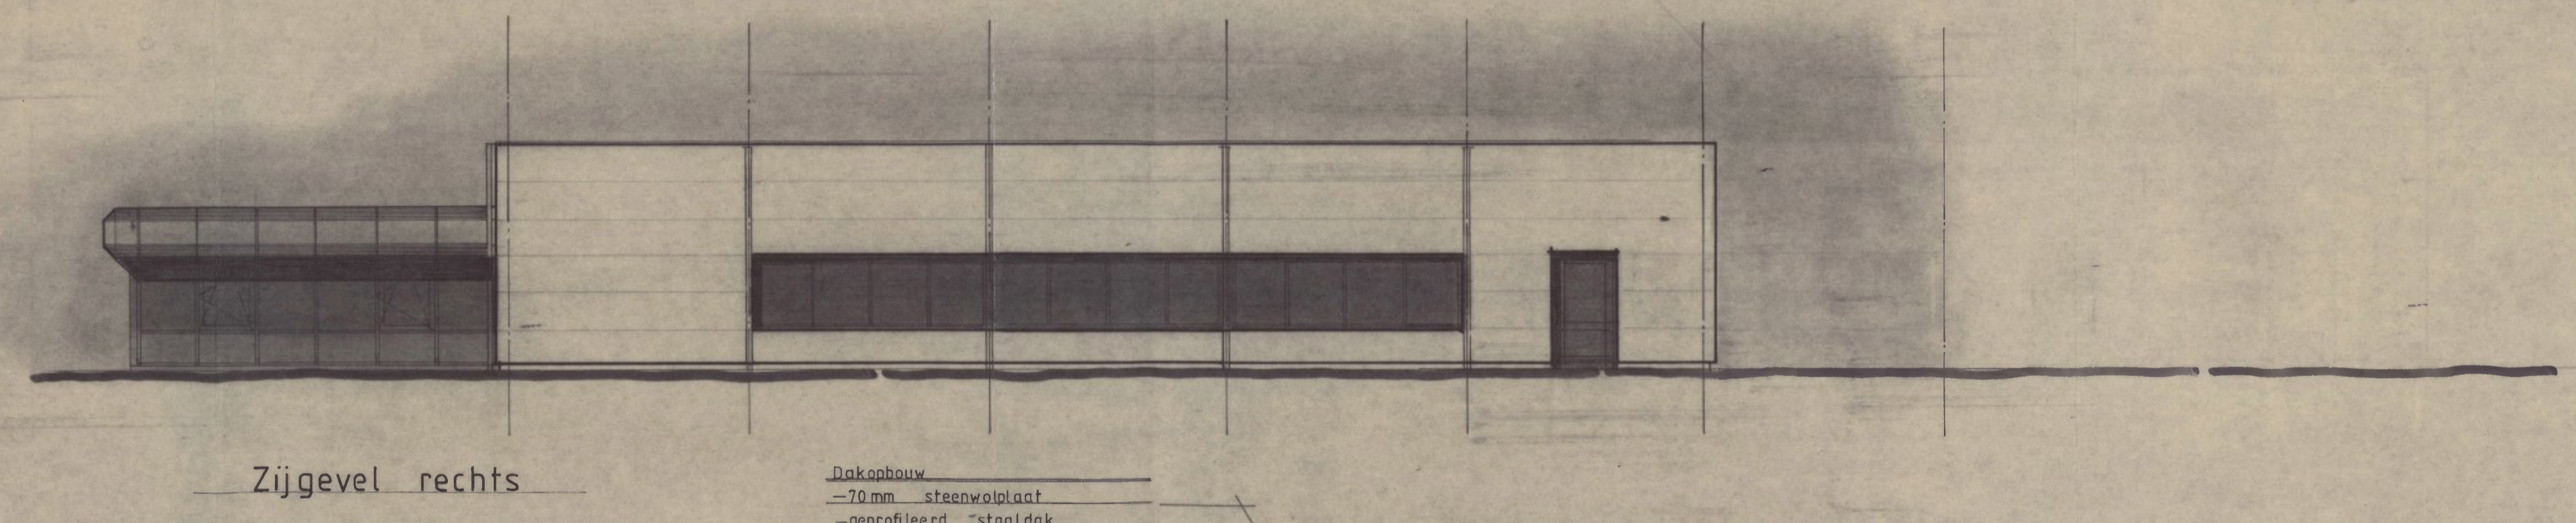 Zijgevel rechts
Dakopbouw
—70 mm steenwolplaat
—geprofileerd staaldak